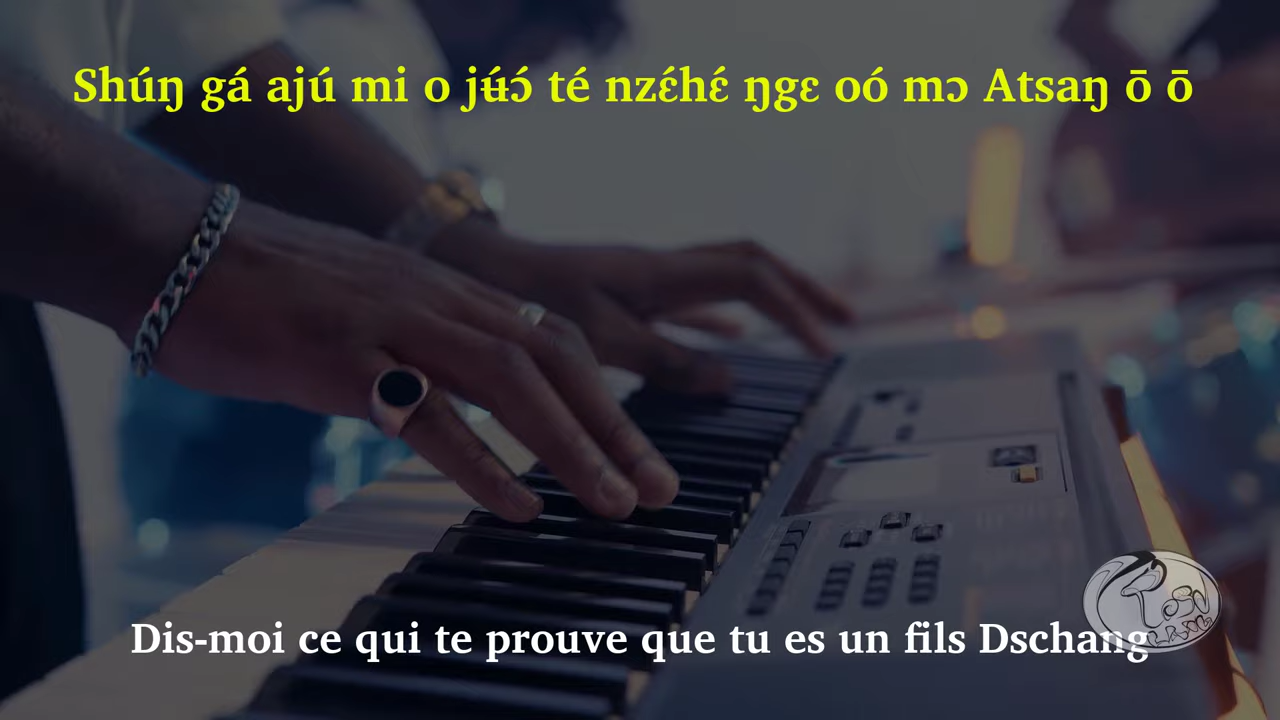 Shúŋ gá ajú mi o jʉ́ɔ́ té nzɛ́hɛ́ ŋgɛ oó mɔ Atsaŋ ō ō
Dis-moi ce qui te prouve que tu es un fils Dschang